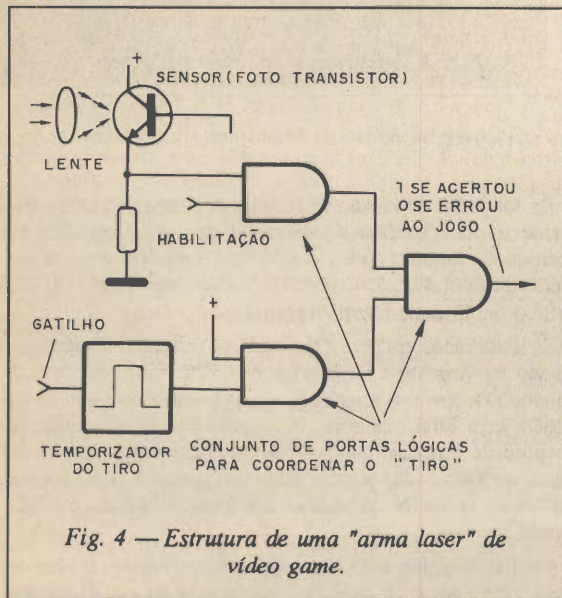 +
SENSOR (FOTO TRANSISTOR)
LENTE
HABILITAÇÃO
1 SE ACERTOU
0 SE ERROU
AO JOGO
+
GATILHO
TEMPORIZADOR
DO TIRO
CONJUNTO DE PORTAS LÓGICAS
PARA COORDENAR O "TIRO"
Fig. 4 — Estrutura de uma "arma laser" de
vídeo game.